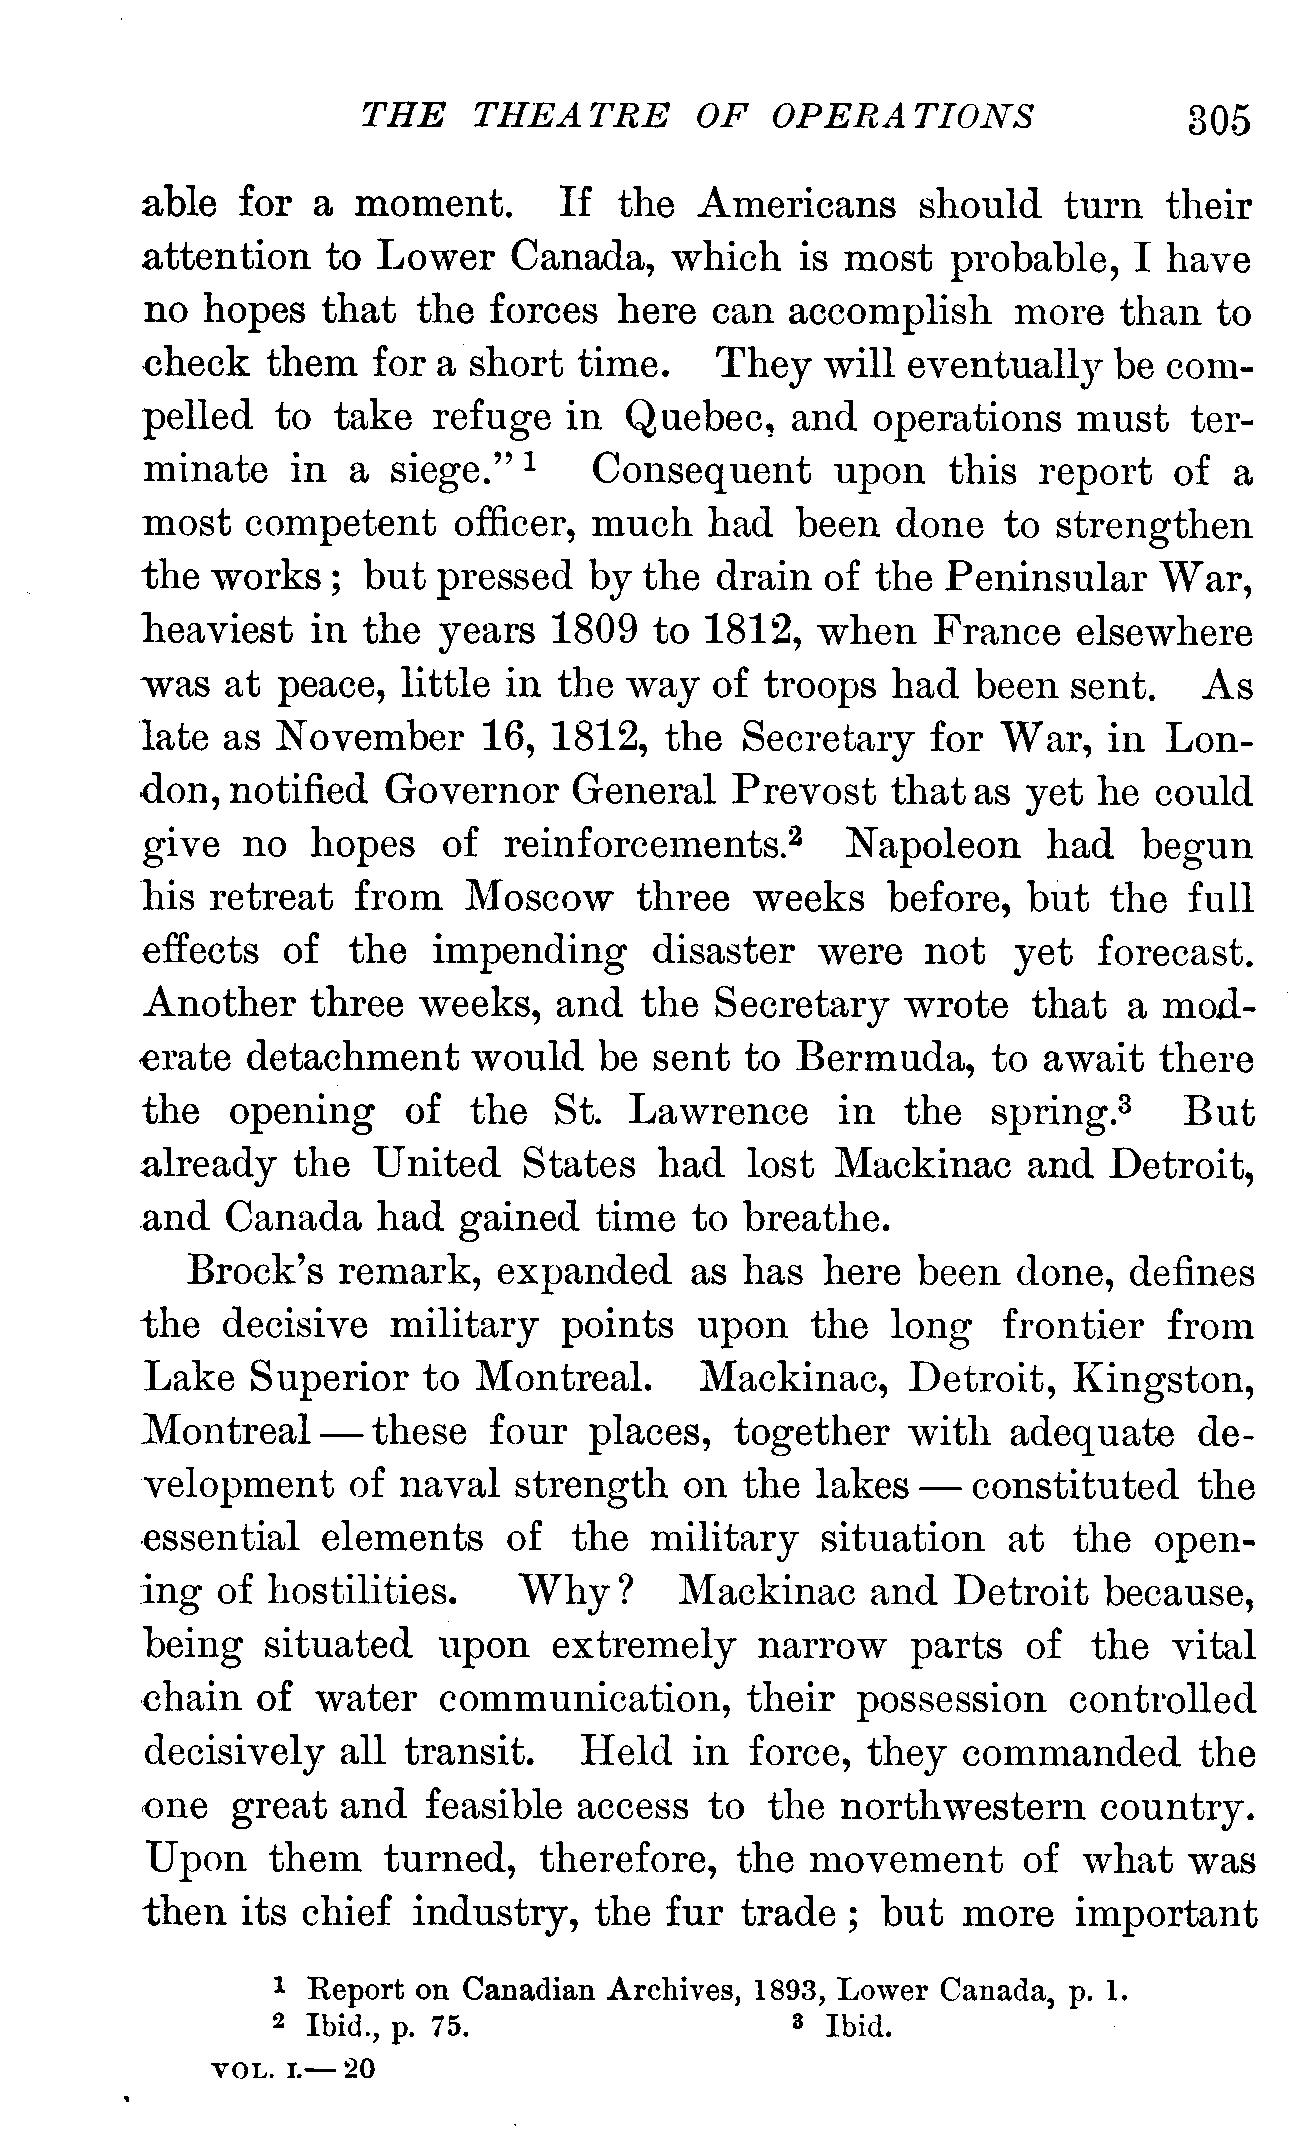 THE THEATRE OF OPERATIONS 305
able for a moment. If the Americans should turn their
attention to Lower Canada, which is most probable, I have
no hopes that the forces here can accomplish more than to
check them for a short time. They will eventually be com-
pelled to take refuge in Quebec, and operations must ter-
minate in a siege." 1 Consequent upon this report of a
most competent officer, much had been done to strengthen
the works; but pressed by the drain of the Peninsular War,
heaviest in the years 1809 to 1812, when France elsewhere
was at peace, little in the way of troops had been sent. As
late as November 16, 1812, the Secretary for War, in Lon-
don, notified Governor General Prevost that as yet he could
give no hopes of reinforcements.2 Napoleon had begun
his retreat from Moscow three weeks before, but the full
effects of the impending disaster were not yet forecast.
Another three weeks, and the Secretary wrote that a mod-
erate detachment would be sent to Bermuda, to await there
the opening of the St. Lawrence in the spring.3 But
already the United States had lost Mackinac and Detroit,
and Canada had gained time to breathe.
Brock's remark, expanded as has here been done, defines
the decisive military points upon the long frontier from
Lake Superior to Montreal. Mackinac, Detroit, Kingston,
Montreal — these four places, together with adequate de-
velopment of naval strength on the lakes — constituted the
essential elements of the military situation at the open-
ing of hostilities. Why? Mackinac and Detroit because,
being situated upon extremely narrow parts of the vital
chain of water communication, their possession controlled
decisively all transit. Held in force, they commanded the
one great and feasible access to the northwestern country.
Upon them turned, therefore, the movement of what was
then its chief industry, the fur trade; but more important
1 Report on Canadian Archives, 1893, Lower Canada, p. 1.
2 Ibid., p. 75. 3 Ibid.
VOL. I.— 20